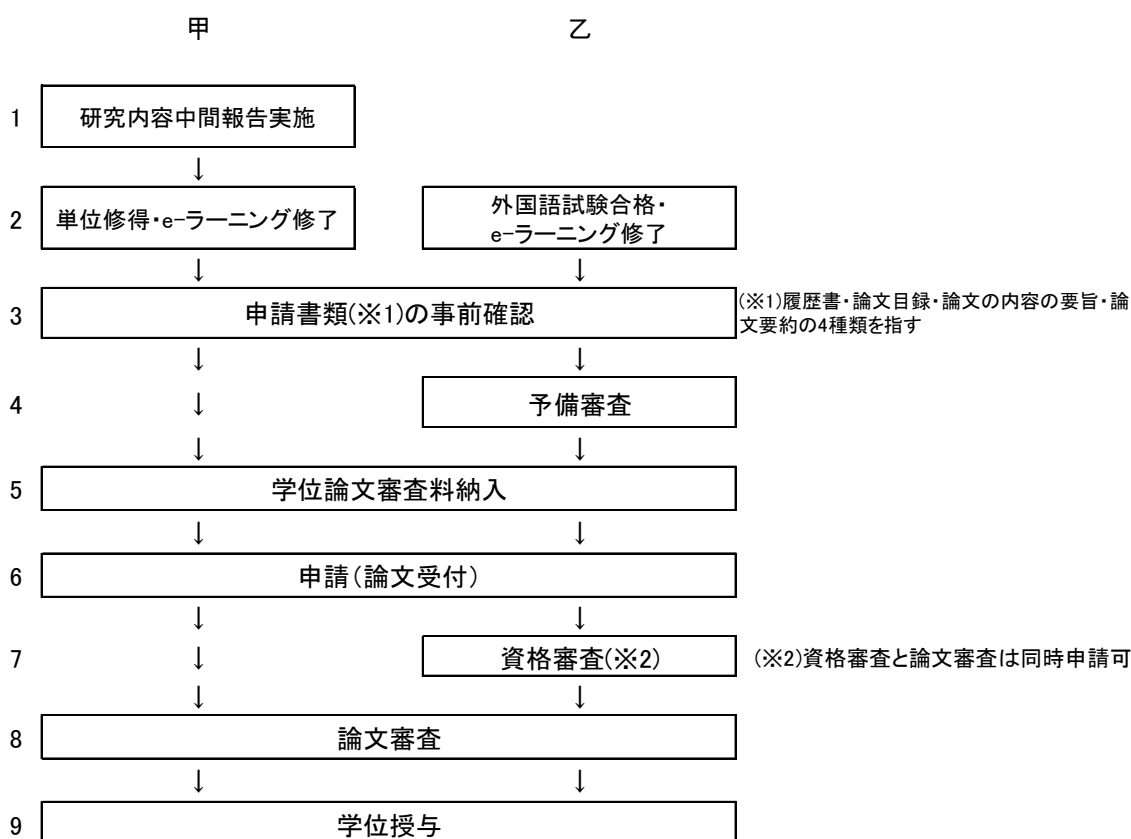 甲 乙
1 研究内容中間報告実施
↓
2 単位修得・e-ラーニング修了 外国語試験合格・
e-ラーニング修了
↓ ↓
3 申請書類(※1)の事前確認 (※1)履歴書・論文目録・論文の内容の要旨・論
文要約の4種類を指す
↓ ↓
4 ↓ 予備審査
↓ ↓
5 学位論文審査料納入
↓ ↓
6 申請(論文受付)
↓ ↓
7 ↓ 資格審査(※2) (※2)資格審査と論文審査は同時申請可
↓ ↓
8 論文審査
↓ ↓
9 学位授与